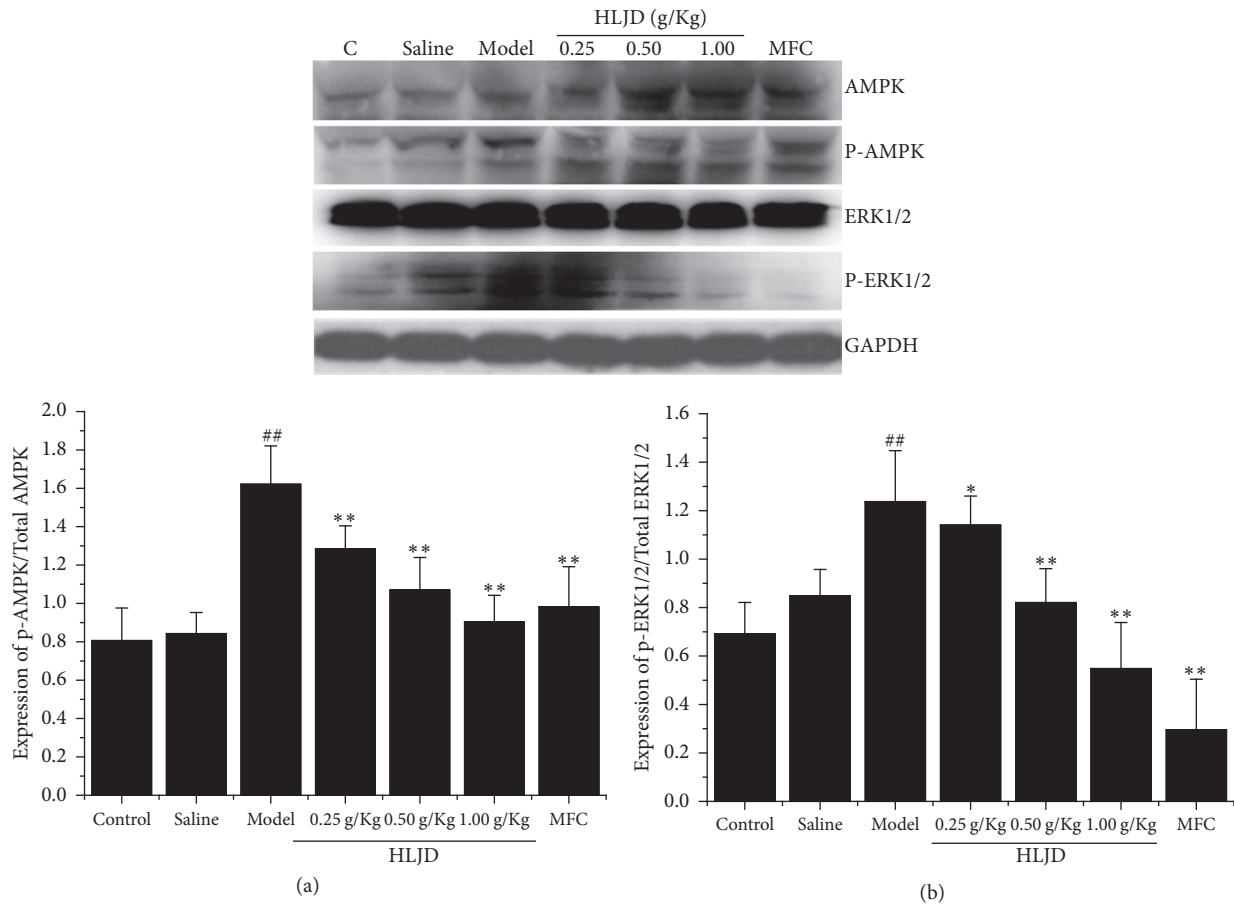 HLJD (g/Kg)
C Saline Model 0.25 0.50 1.00 MFC
AMPK
P-AMPK
ERK1/2
P-ERK1/2
GAPDH
Expression of p-AMPK/Total AMPK
2.0
1.8
1.6
1.4
1.2
1.0
0.8
0.6
0.4
0.2
0.0
##
**
**
**
**
Control Saline Model 0.25 g/Kg 0.50 g/Kg 1.00 g/Kg MFC
HLJD
(a)
Expression of p-ERK1/2/Total ERK1/2
1.6
1.4
1.2
1.0
0.8
0.6
0.4
0.2
0.0
##
*
**
**
**
Control Saline Model 0.25 g/Kg 0.50 g/Kg 1.00 g/Kg MFC
HLJD
(b)